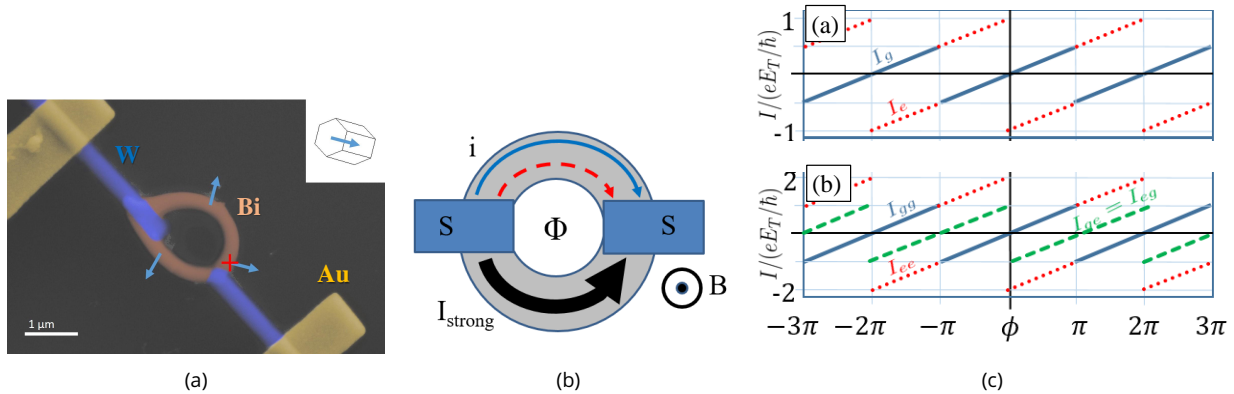 W
Bi
Au
1 μm
(a)
i
S
Φ
S
B
I_strong
(b)
(a)
I/(eE_T/ħ)
1
-1
I_g
I_e
(b)
I/(eE_T/ħ)
2
-2
I_gg
I_ge = I_eg
I_ee
−3π −2π −π ϕ π 2π 3π
(c)